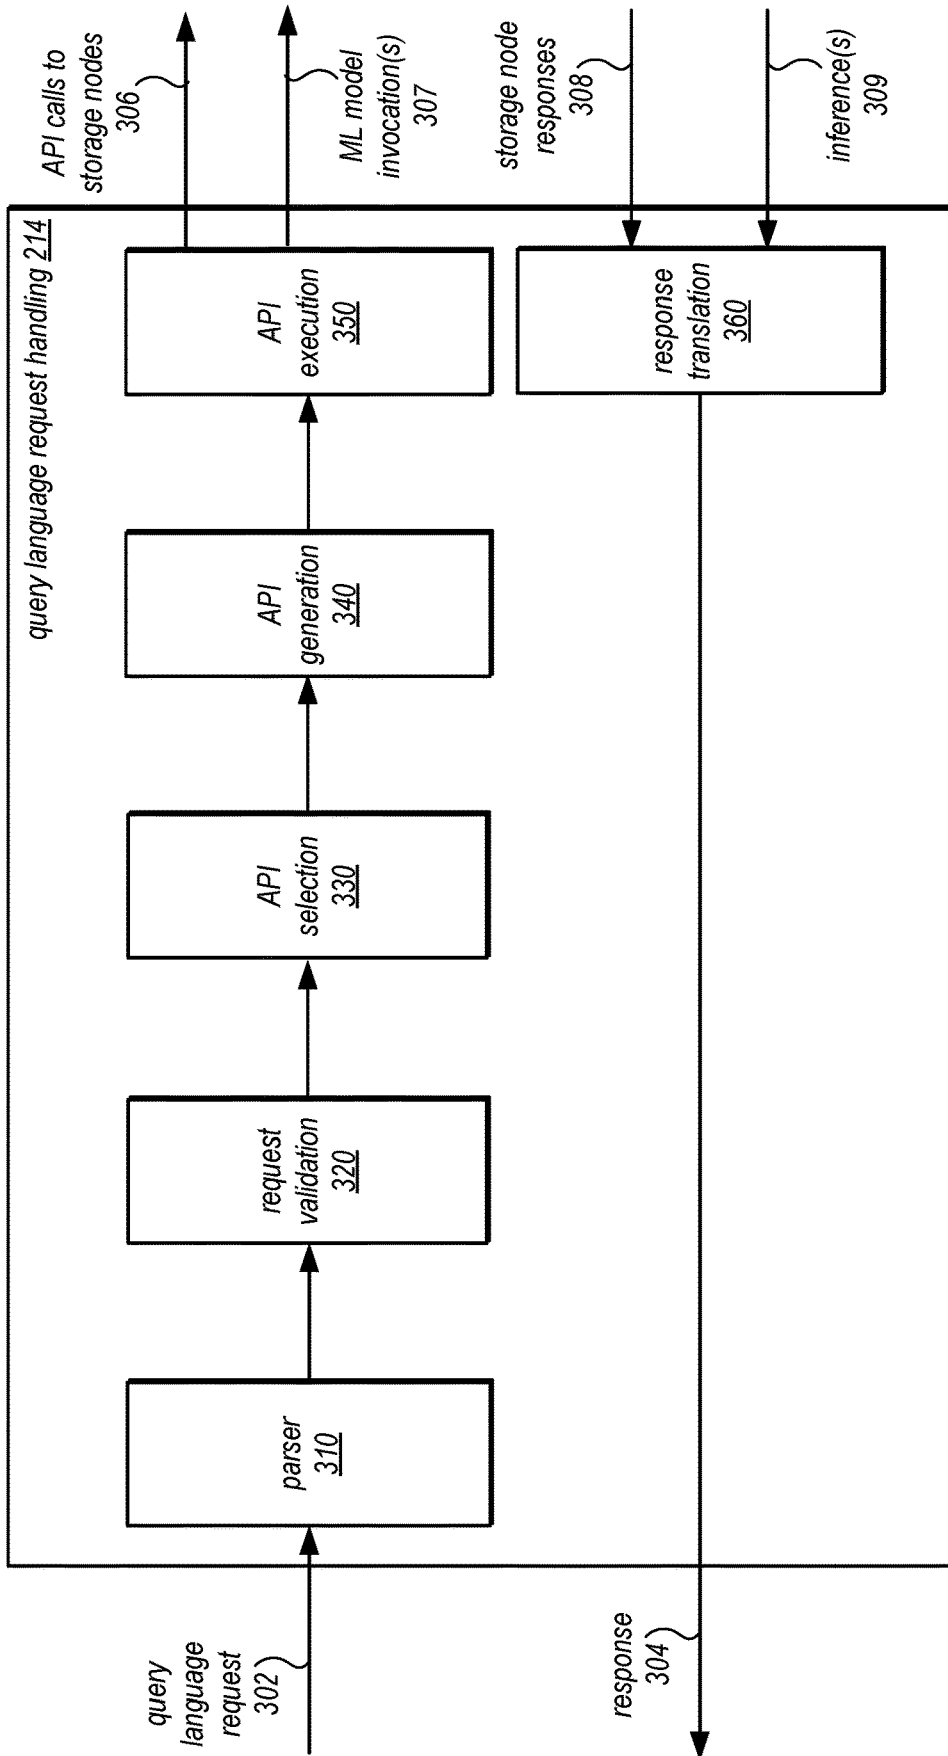 query language request handling 214
query
language
request
302
parser
310
request
validation
320
API
selection
330
API
generation
340
API
execution
350
API calls to
storage nodes
306
ML model
invocation(s)
307
response
304
response
translation
360
storage node
responses
308
inference(s)
309